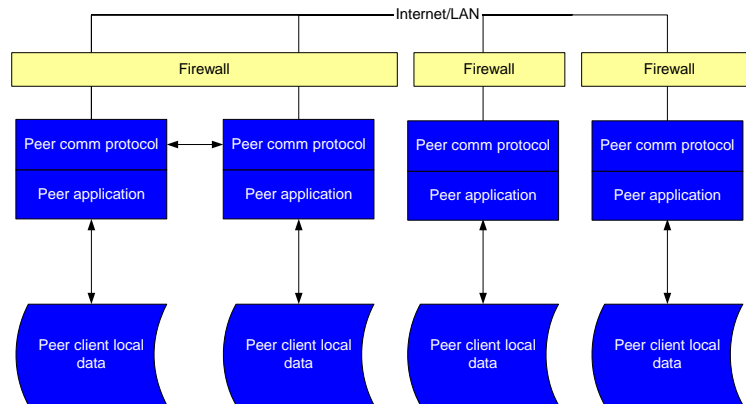 Internet/LAN
Firewall
Firewall
Firewall
Peer comm protocol
Peer comm protocol
Peer comm protocol
Peer comm protocol
Peer application
Peer application
Peer application
Peer application
Peer client local
data
Peer client local
data
Peer client local
data
Peer client local
data